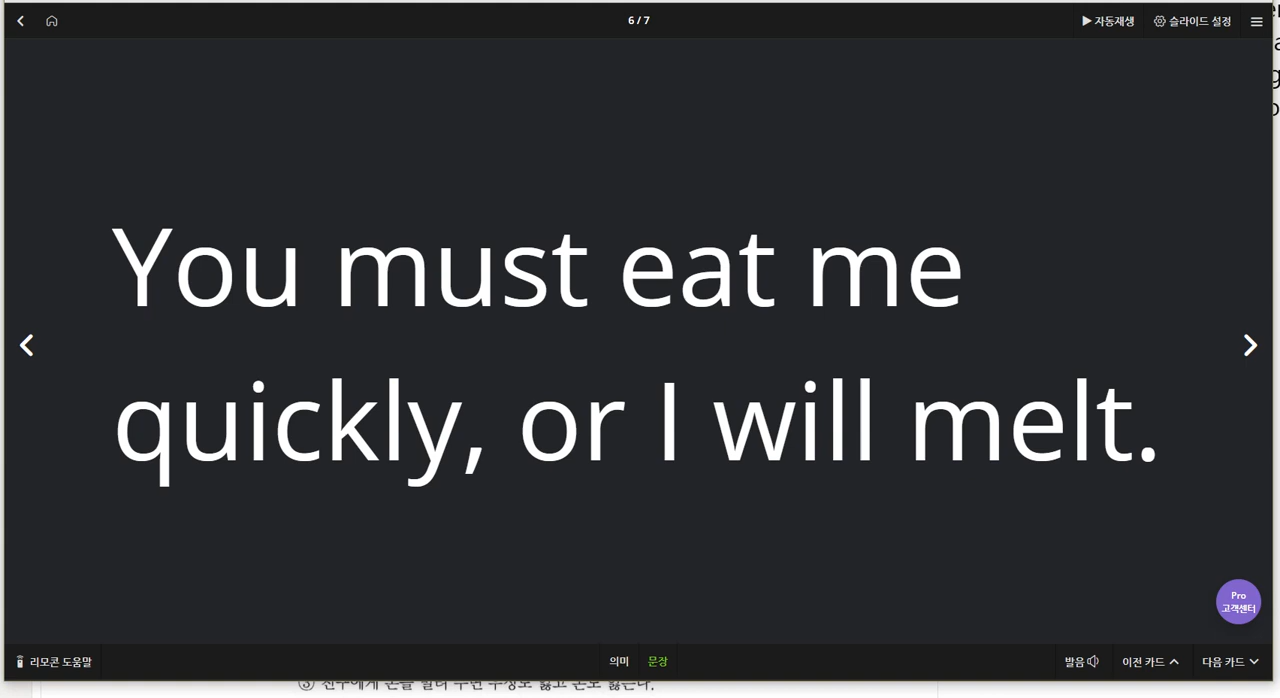 6 / 7
자동재생
슬라이드 설정
You must eat me
quickly, or I will melt.
Pro
고객센터
리모콘 도움말
의미
문장
발음
이전 카드
다음 카드